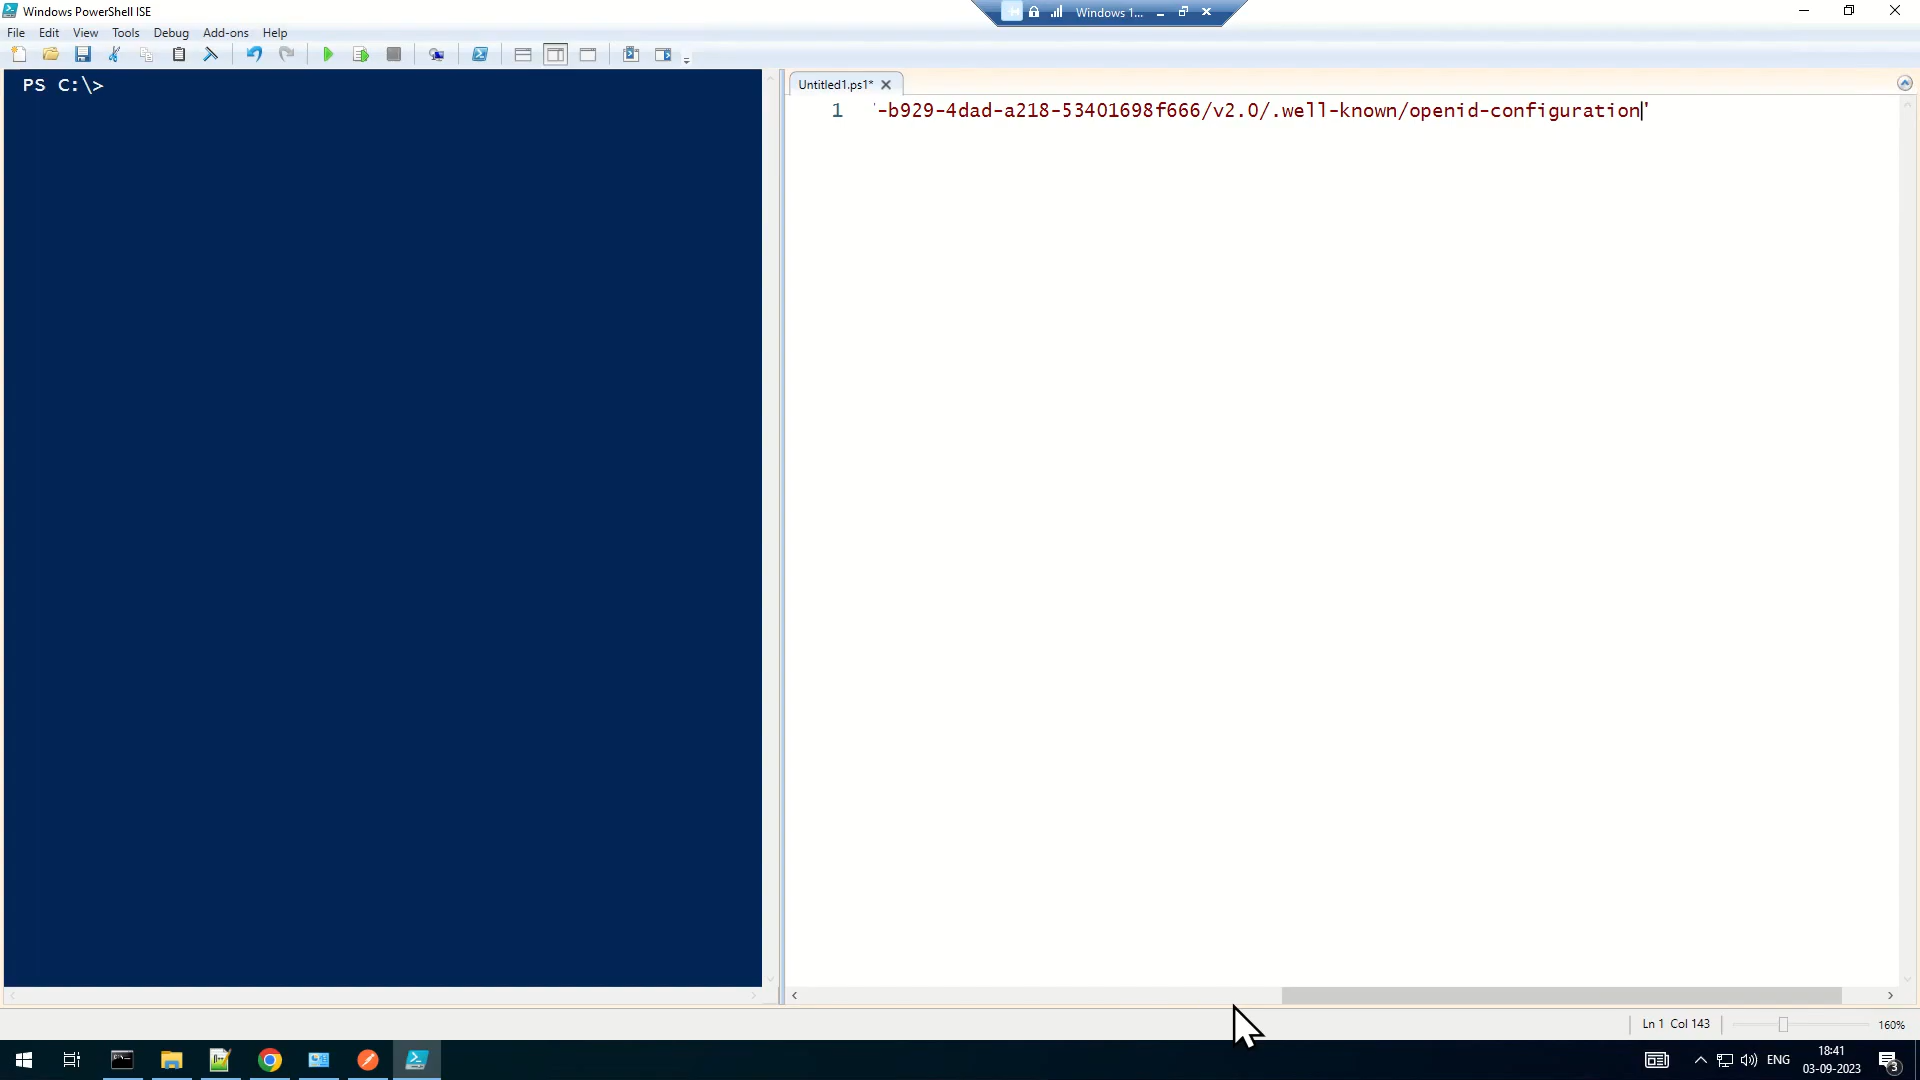 Windows PowerShell ISE
Windows 1...
File Edit View Tools Debug Add-ons Help
PS C:\>
Untitled1.ps1*
1 -b929-4dad-a218-53401698f666/v2.0/.well-known/openid-configuration'
Ln 1 Col 143
160%
ENG
18:41
03-09-2023
3